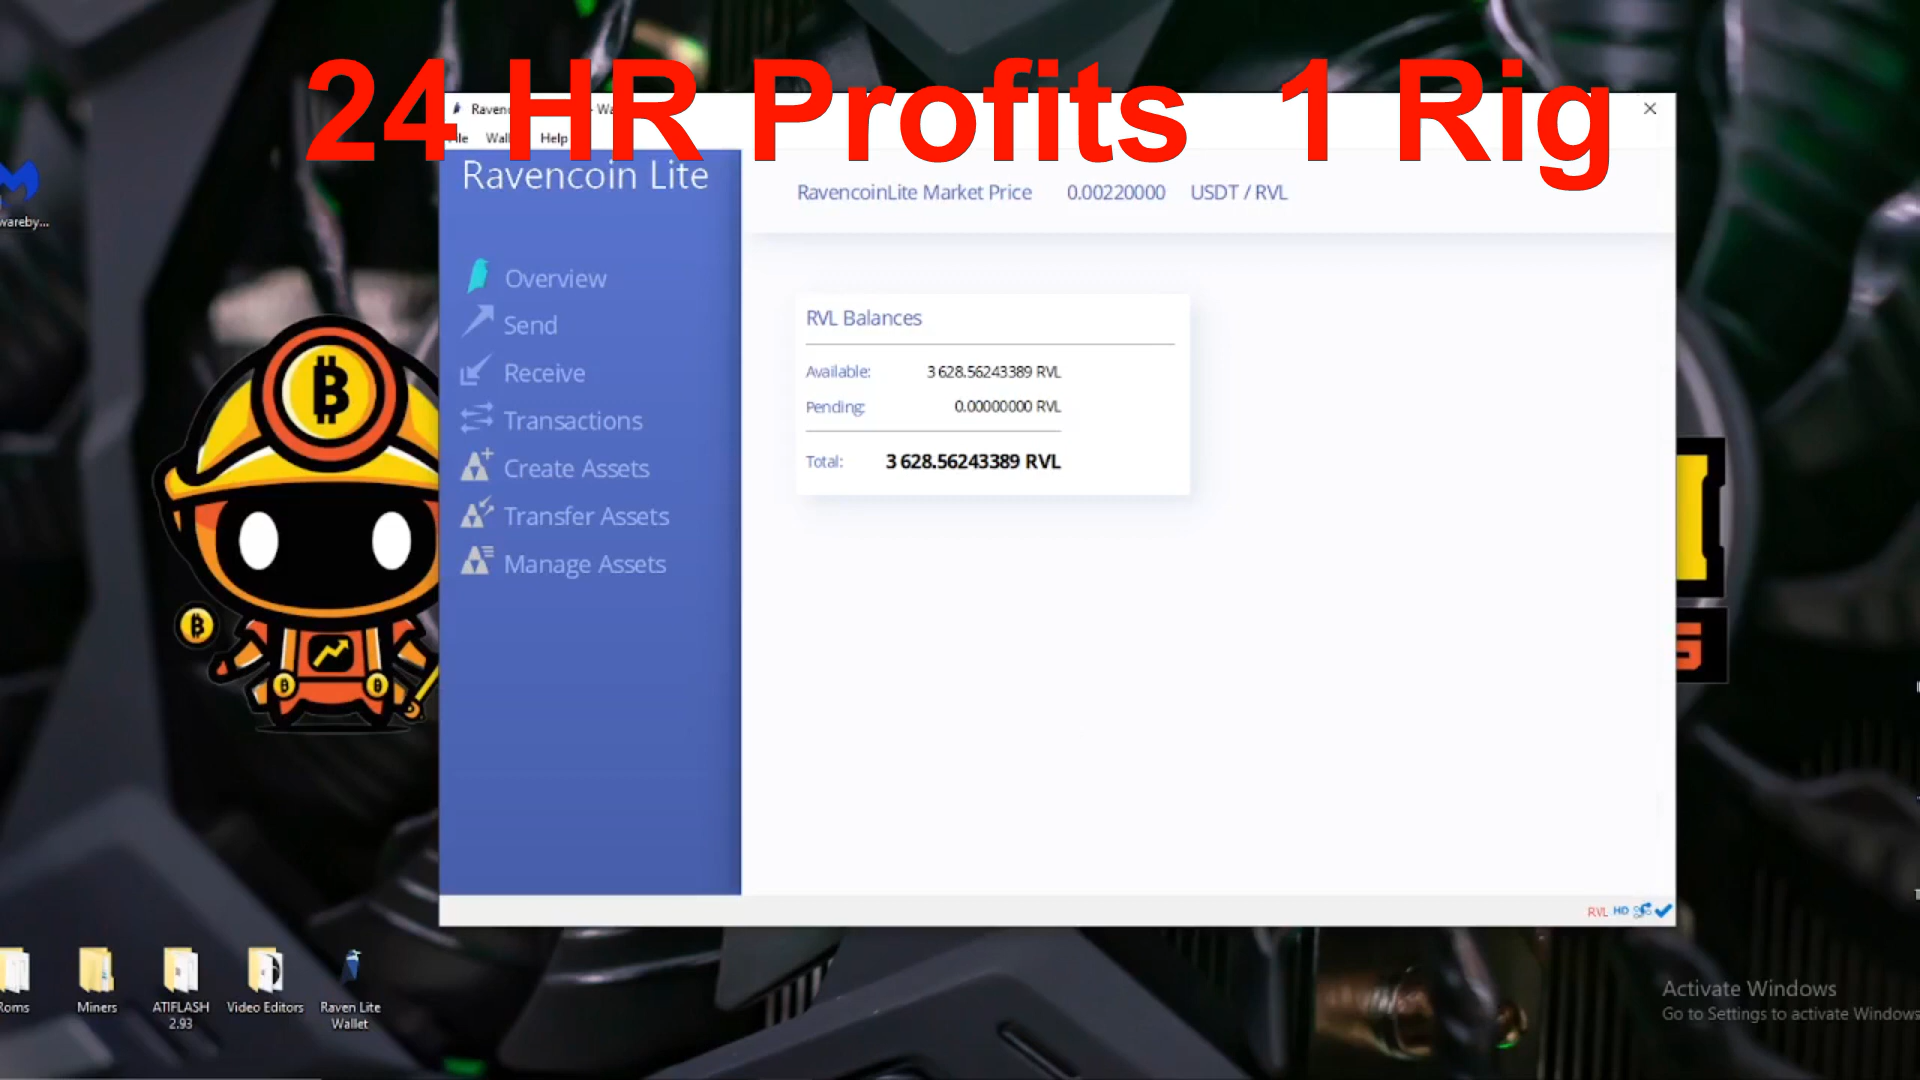 24 HR Profits 1 Rig
Help
Ravencoin Lite
RavencoinLite Market Price 0.00220000 USDT / RVL
Overview
Send
Receive
Transactions
Create Assets
Transfer Assets
Manage Assets
RVL Balances
Available: 3 628.56243389 RVL
Pending: 0.00000000 RVL
Total: 3 628.56243389 RVL
RVL HD
Miners
ATIFLASH
2.93
Video Editors
Raven Lite
Wallet
Activate Windows
Go to Settings to activate Windows